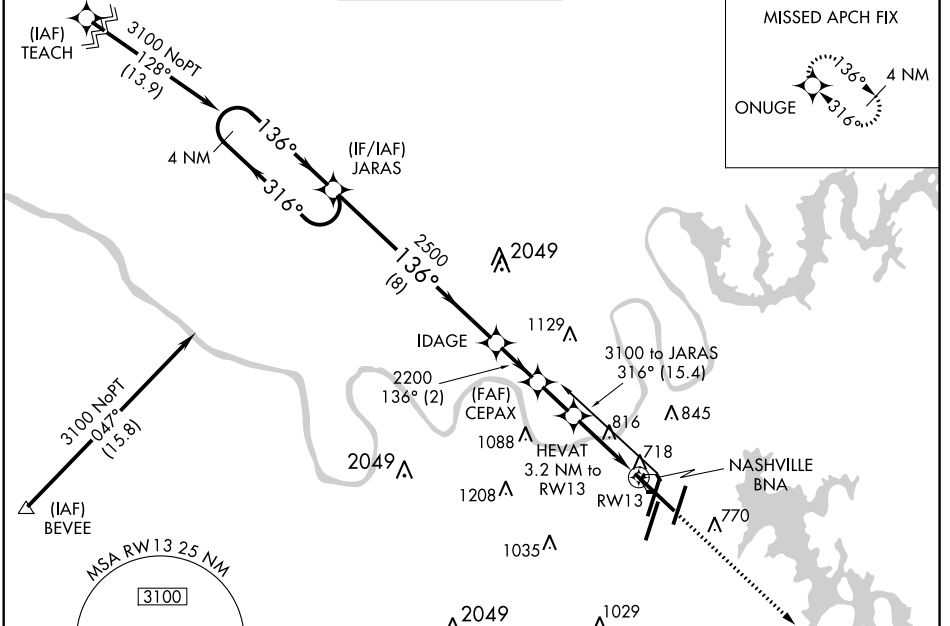 (IAF)
TEACH
3100 NoPT
128°
(13.9)
MISSED APCH FIX
136°
4 NM
ONUGE
316°
136°
4 NM
316°
(IF/IAF)
JARAS
2500
136°
(8)
2049
IDAGE
1129
3100 to JARAS
316° (15.4)
2200
136° (2)
(FAF)
CEPAX
816
845
1088
HEVAT
3.2 NM to
RW13
718
NASHVILLE
BNA
RW13
3100 NoPT
047°
(15.8)
2049
1208
770
(IAF)
BEVEE
1035
MSA RW13 25 NM
3100
2049
1029